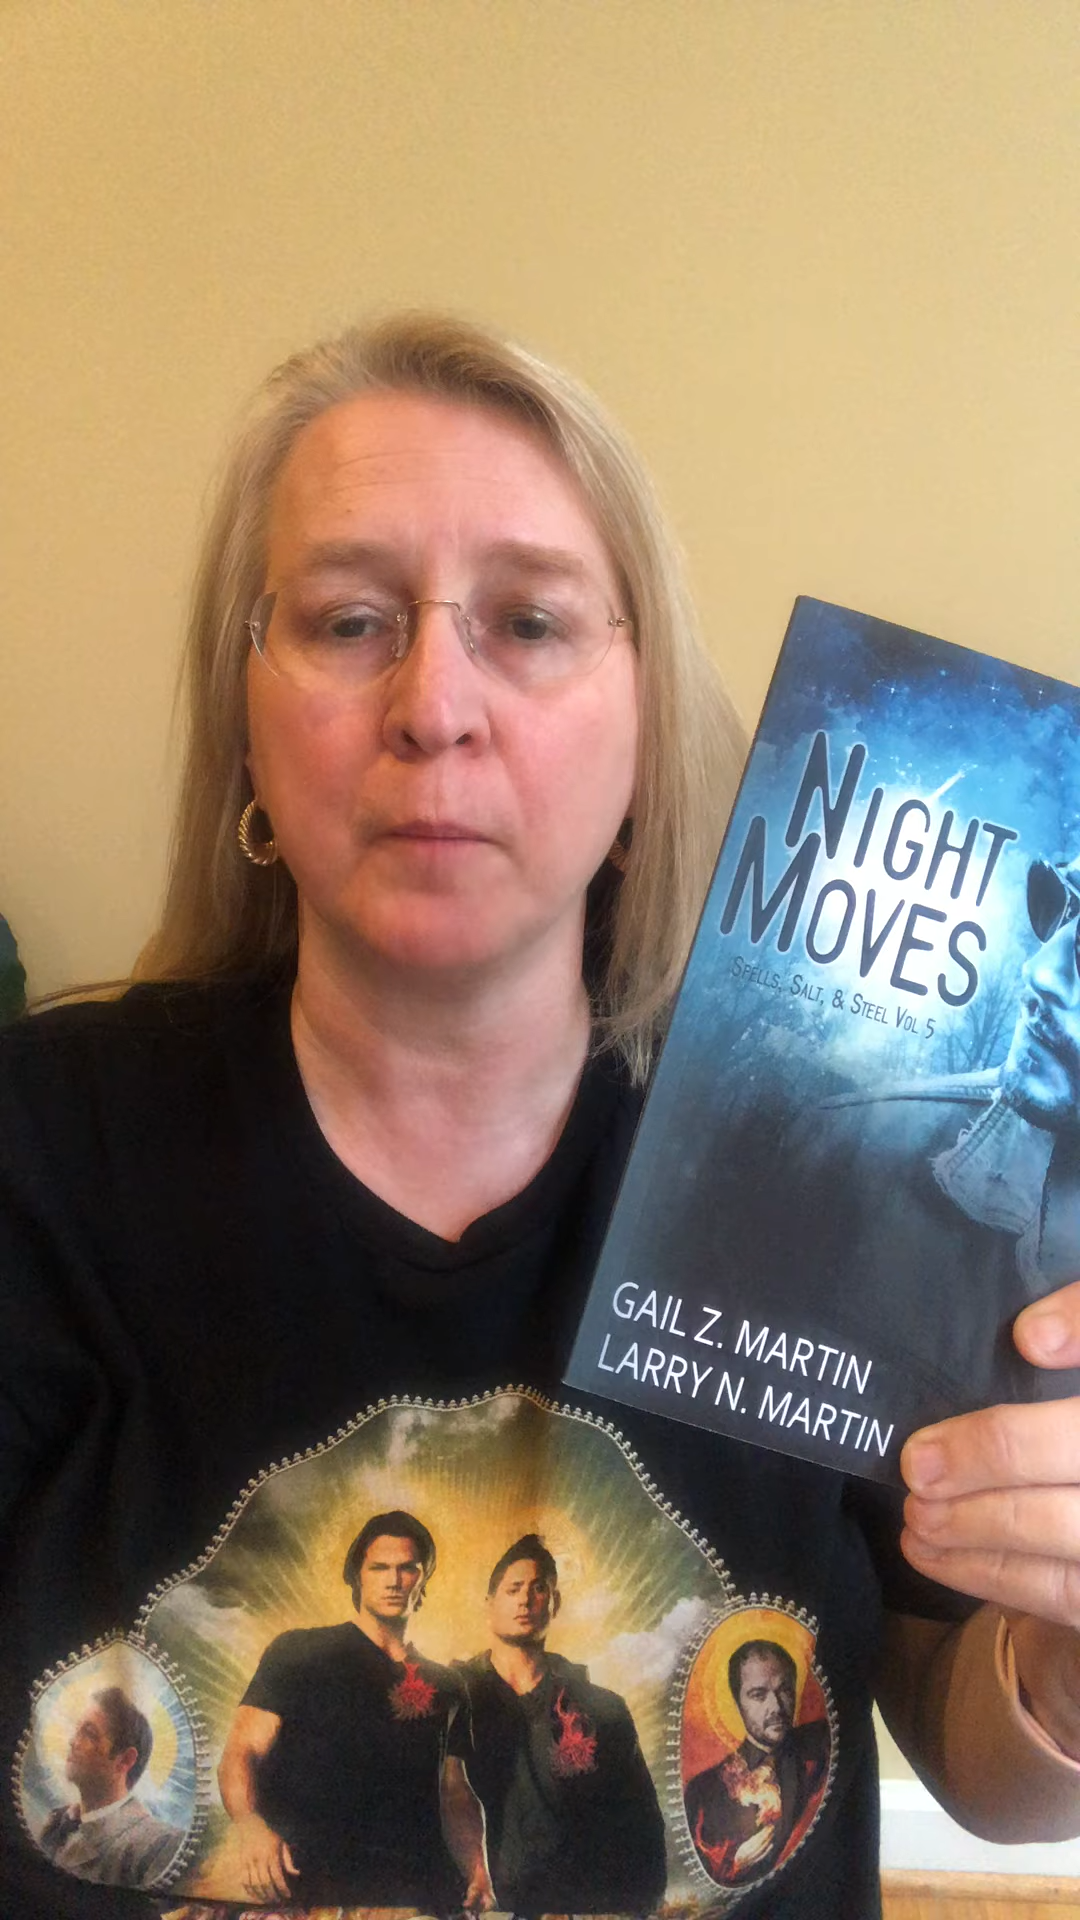 NIGHT
MOVES
SPELLS, SALT, & STEEL VOL 5
GAIL Z. MARTIN
LARRY N. MARTIN